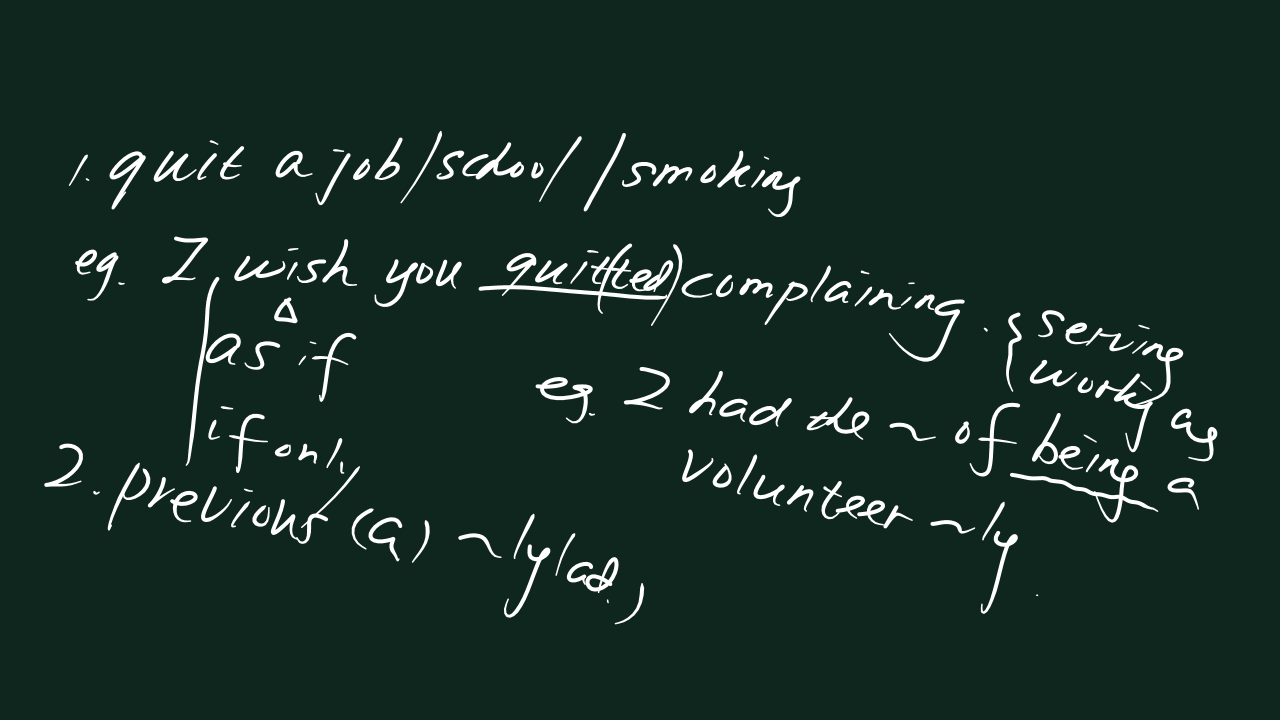 1. quit a job/school/ /smoking
eg. I wish you quit(ted) complaining.
as if
if only
{ serving
working as
eg. I had the ~ of being a
volunteer ~ly.
2. previous (a) ~ly(ad.)